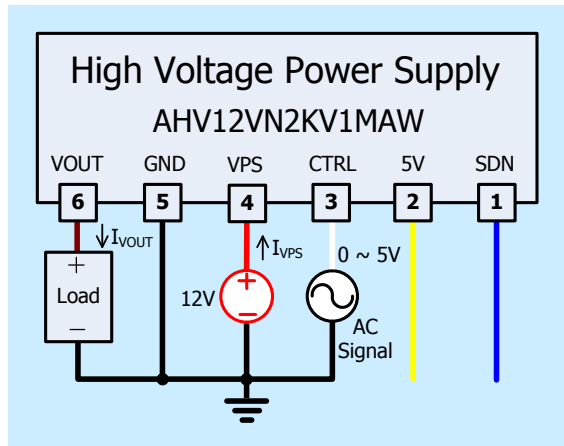 High Voltage Power Supply
AHV12VN2KV1MAW
VOUT GND VPS CTRL 5V SDN
6 5 4 3 2 1
↓IVOUT ↑IVPS 0 ~ 5V
+ +
Load 12V
− −
AC
Signal